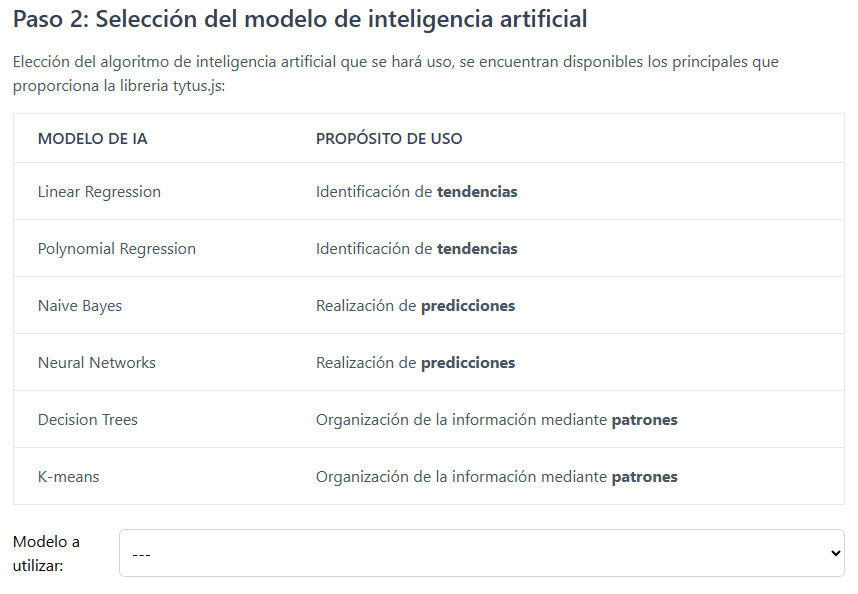 Paso 2: Selección del modelo de inteligencia artificial
Elección del algoritmo de inteligencia artificial que se hará uso, se encuentran disponibles los principales que
proporciona la libreria tytus.js:
MODELO DE IA PROPÓSITO DE USO
Linear Regression Identificación de tendencias
Polynomial Regression Identificación de tendencias
Naive Bayes Realización de predicciones
Neural Networks Realización de predicciones
Decision Trees Organización de la información mediante patrones
K-means Organización de la información mediante patrones
Modelo a
utilizar:
---